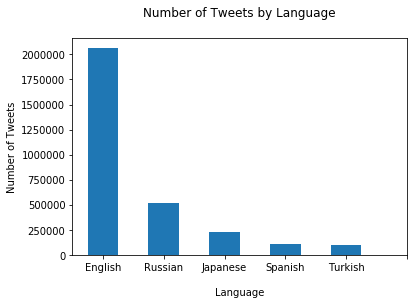 Number of Tweets by Language
2000000
1750000
1500000
1250000
1000000
750000
500000
250000
0
Number of Tweets
English Russian Japanese Spanish Turkish
Language